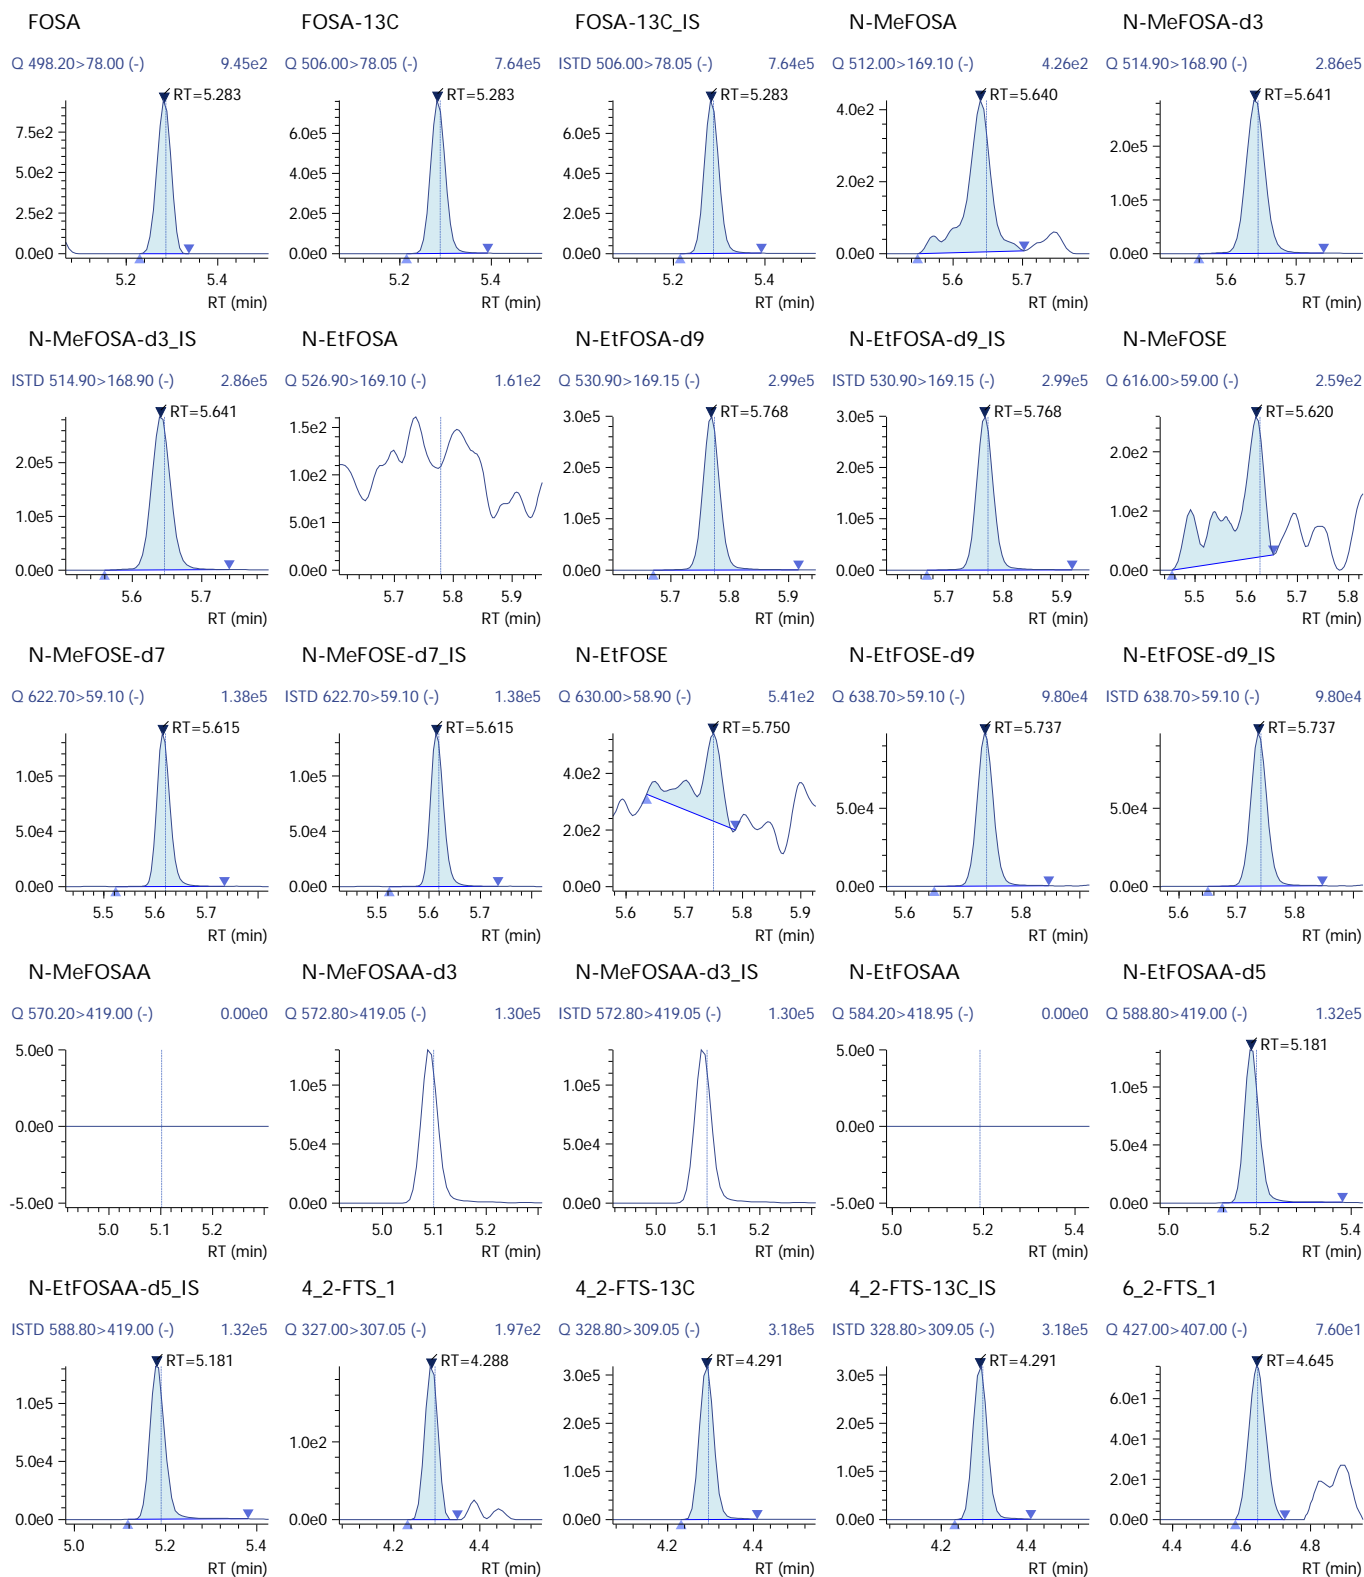 FOSA FOSA-13C FOSA-13C_IS N-MeFOSA N-MeFOSA-d3
Q 498.20>78.00 (-) 9.45e2 Q 506.00>78.05 (-) 7.64e5 ISTD 506.00>78.05 (-) 7.64e5 Q 512.00>169.10 (-) 4.26e2 Q 514.90>168.90 (-) 2.86e5
RT=5.283 RT=5.283 RT=5.283 RT=5.640 RT=5.641
7.5e2 6.0e5 6.0e5 4.0e2 2.0e5
5.0e2 4.0e5 4.0e5 2.0e2 1.0e5
2.5e2 2.0e5 2.0e5
0.0e0 0.0e0 0.0e0 0.0e0 0.0e0
5.2 5.4 5.2 5.4 5.2 5.4 5.6 5.7 5.6 5.7
RT (min) RT (min) RT (min) RT (min) RT (min)
N-MeFOSA-d3_IS N-EtFOSA N-EtFOSA-d9 N-EtFOSA-d9_IS N-MeFOSE
ISTD 514.90>168.90 (-) 2.86e5 Q 526.90>169.10 (-) 1.61e2 Q 530.90>169.15 (-) 2.99e5 ISTD 530.90>169.15 (-) 2.99e5 Q 616.00>59.00 (-) 2.59e2
RT=5.641 RT=5.768 RT=5.768 RT=5.620
2.0e5 1.5e2 3.0e5 3.0e5 2.0e2
1.0e5 1.0e2 2.0e5 2.0e5 1.0e2
5.0e1 1.0e5 1.0e5
0.0e0 0.0e0 0.0e0 0.0e0 0.0e0
5.6 5.7 5.7 5.8 5.9 5.7 5.8 5.9 5.7 5.8 5.9 5.5 5.6 5.7 5.8
RT (min) RT (min) RT (min) RT (min) RT (min)
N-MeFOSE-d7 N-MeFOSE-d7_IS N-EtFOSE N-EtFOSE-d9 N-EtFOSE-d9_IS
Q 622.70>59.10 (-) 1.38e5 ISTD 622.70>59.10 (-) 1.38e5 Q 630.00>58.90 (-) 5.41e2 Q 638.70>59.10 (-) 9.80e4 ISTD 638.70>59.10 (-) 9.80e4
RT=5.615 RT=5.615 RT=5.750 RT=5.737 RT=5.737
1.0e5 1.0e5 4.0e2 5.0e4 5.0e4
5.0e4 5.0e4 2.0e2
0.0e0 0.0e0 0.0e0 0.0e0 0.0e0
5.5 5.6 5.7 5.5 5.6 5.7 5.6 5.7 5.8 5.9 5.6 5.7 5.8 5.6 5.7 5.8
RT (min) RT (min) RT (min) RT (min) RT (min)
N-MeFOSAA N-MeFOSAA-d3 N-MeFOSAA-d3_IS N-EtFOSAA N-EtFOSAA-d5
Q 570.20>419.00 (-) 0.00e0 Q 572.80>419.05 (-) 1.30e5 ISTD 572.80>419.05 (-) 1.30e5 Q 584.20>418.95 (-) 0.00e0 Q 588.80>419.00 (-) 1.32e5
RT=5.181
5.0e0 1.0e5 1.0e5 5.0e0 1.0e5
0.0e0 5.0e4 5.0e4 0.0e0 5.0e4
-5.0e0 0.0e0 0.0e0 -5.0e0 0.0e0
5.0 5.1 5.2 5.0 5.1 5.2 5.0 5.1 5.2 5.0 5.2 5.4 5.0 5.2 5.4
RT (min) RT (min) RT (min) RT (min) RT (min)
N-EtFOSAA-d5_IS 4_2-FTS_1 4_2-FTS-13C 4_2-FTS-13C_IS 6_2-FTS_1
ISTD 588.80>419.00 (-) 1.32e5 Q 327.00>307.05 (-) 1.97e2 Q 328.80>309.05 (-) 3.18e5 ISTD 328.80>309.05 (-) 3.18e5 Q 427.00>407.00 (-) 7.60e1
RT=5.181 RT=4.288 RT=4.291 RT=4.291 RT=4.645
1.0e5 1.0e2 3.0e5 3.0e5 6.0e1
5.0e4 2.0e5 2.0e5 4.0e1
1.0e5 1.0e5 2.0e1
0.0e0 0.0e0 0.0e0 0.0e0 0.0e0
5.0 5.2 5.4 4.2 4.4 4.2 4.4 4.2 4.4 4.4 4.6 4.8
RT (min) RT (min) RT (min) RT (min) RT (min)